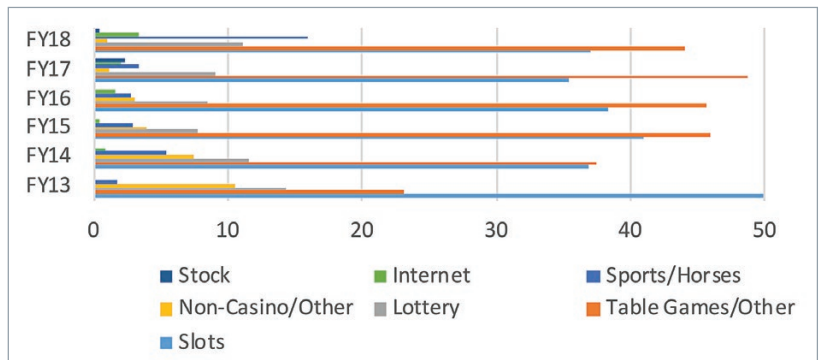 FY18
FY17
FY16
FY15
FY14
FY13
0 10 20 30 40 50
Stock Internet Sports/Horses
Non-Casino/Other Lottery Table Games/Other
Slots